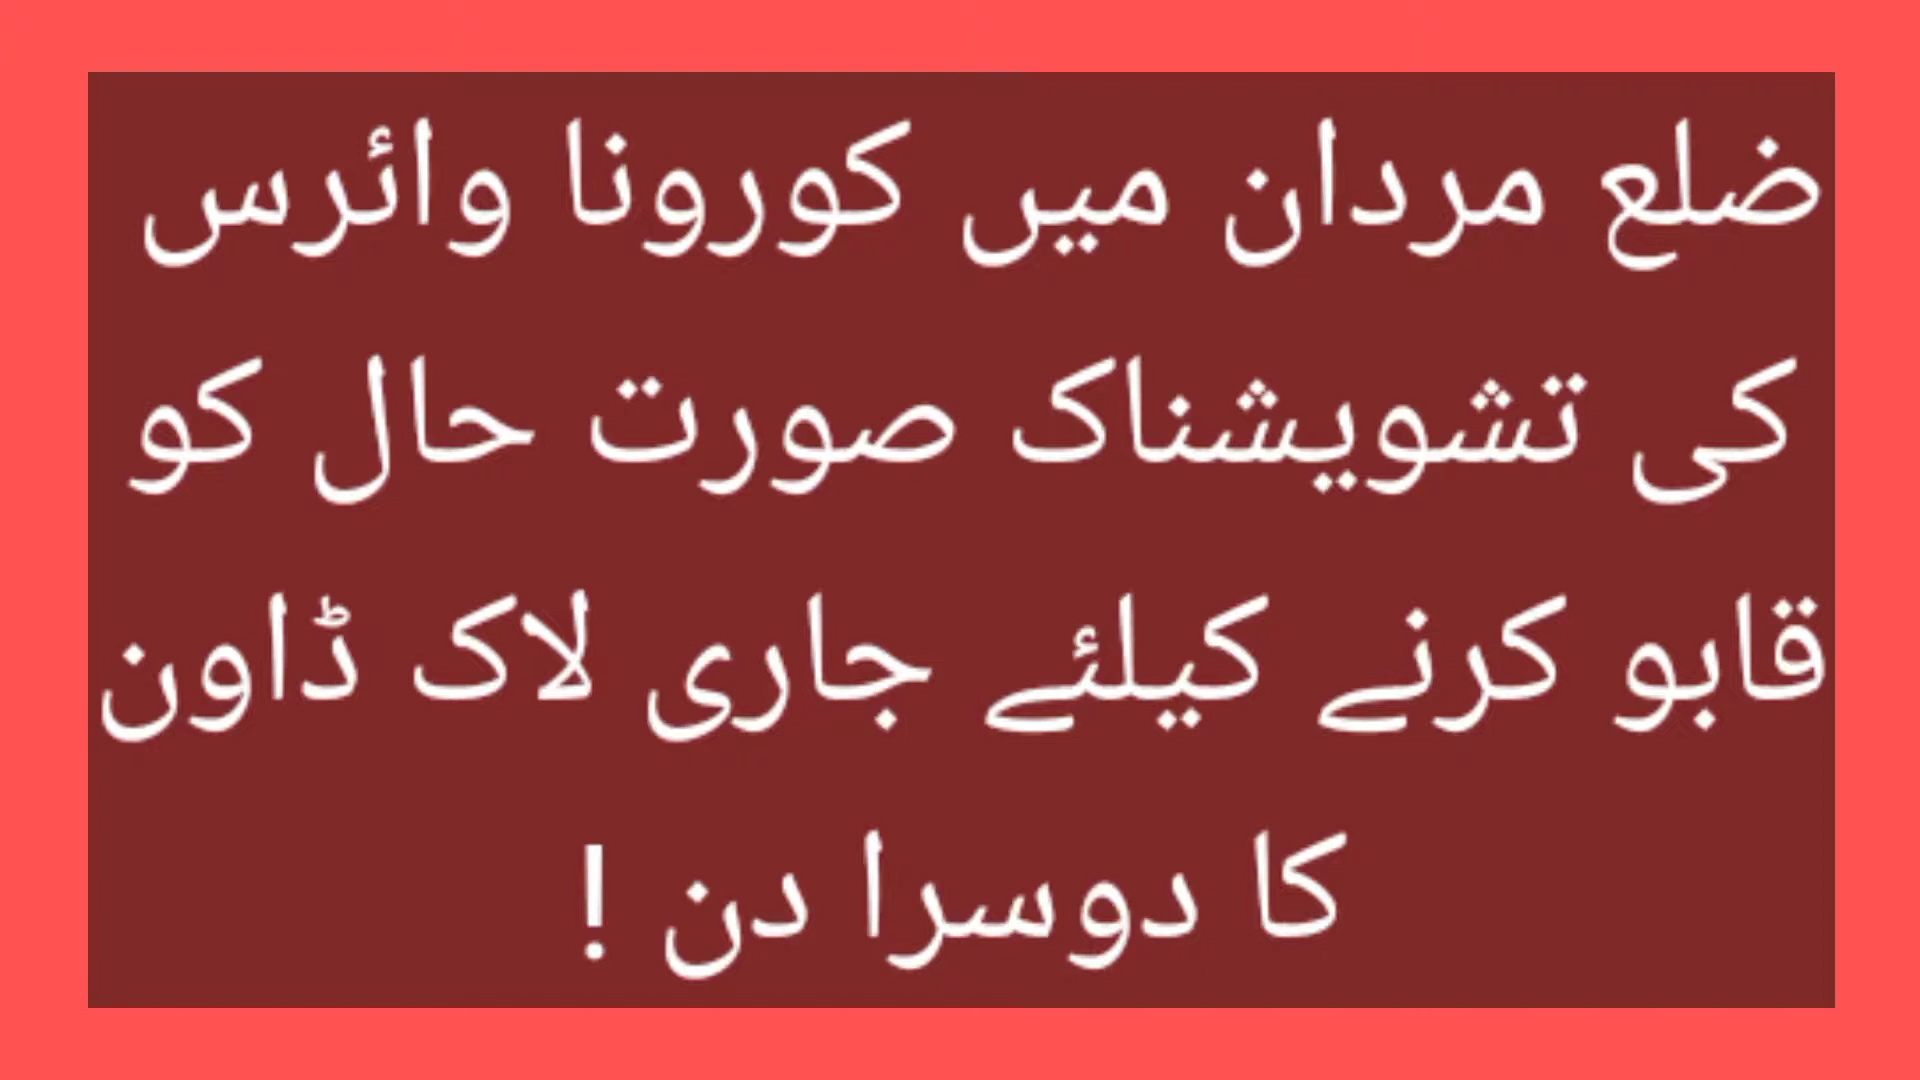 ضلع مردان میں کورونا وائرس
کی تشویشناک صورت حال کو
قابو کرنے کیلئے جاری لاک ڈاون
کا دوسرا دن !